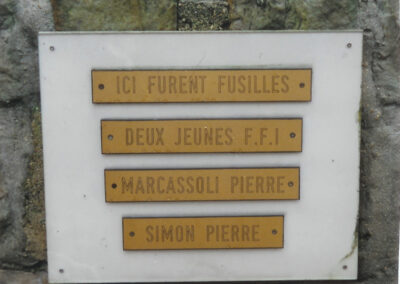 ICI FURENT FUSILLES
DEUX JEUNES F.F.I
MARCASSOLI PIERRE
SIMON PIERRE